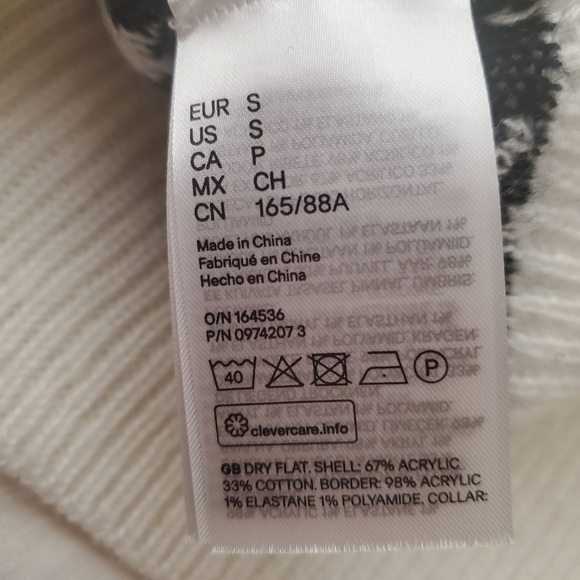 EUR S
US S
CA P
MX CH
CN 165/88A
Made in China
Fabriqué en Chine
Hecho en China
O/N 164536
P/N 0974207 3
40 P
clevercare.info
GB DRY FLAT. SHELL: 67% ACRYLIC
33% COTTON. BORDER: 98% ACRYLIC
1% ELASTANE 1% POLYAMIDE, COLLAR: